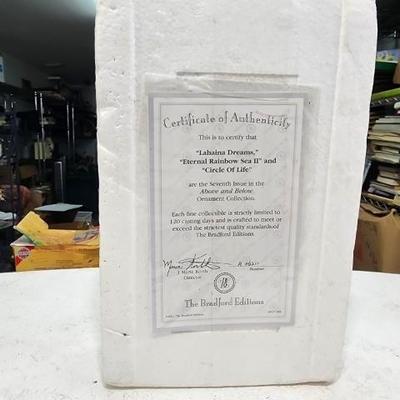 Certificate of Authenticity
This is to certify that
"Lahaina Dreams,"
"Eternal Rainbow Sea II" and
"Circle Of Life"
are the Seventh Issue in the
Above and Below
Ornament Collection.
Each fine collectible is strictly limited to
120 casting days and is crafted to meet or
exceed the strictest quality standards of
The Bradford Editions
Director
Number
The Bradford Editions